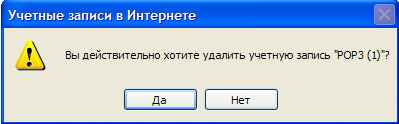 Учетные записи в Интернете
Вы действительно хотите удалить учетную запись "POP3 (1)"?
Да
Нет